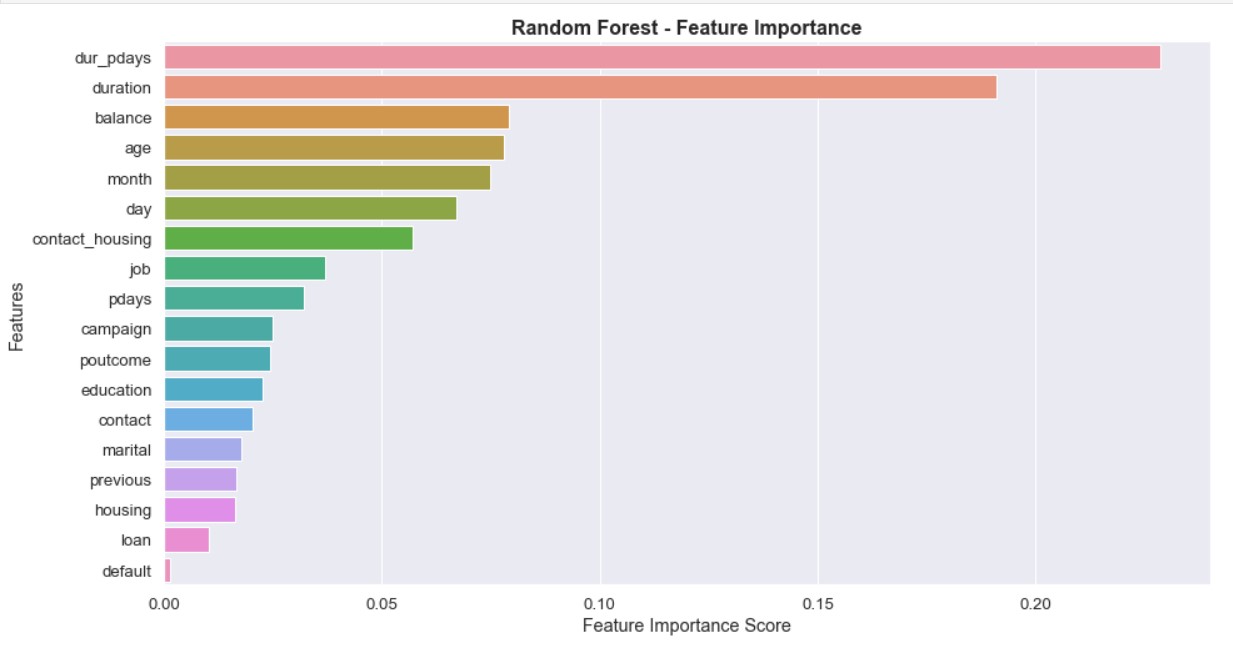 Random Forest - Feature Importance
dur_pdays
duration
balance
age
month
day
contact_housing
job
pdays
campaign
poutcome
education
contact
marital
previous
housing
loan
default
Features
0.00 0.05 0.10 0.15 0.20
Feature Importance Score